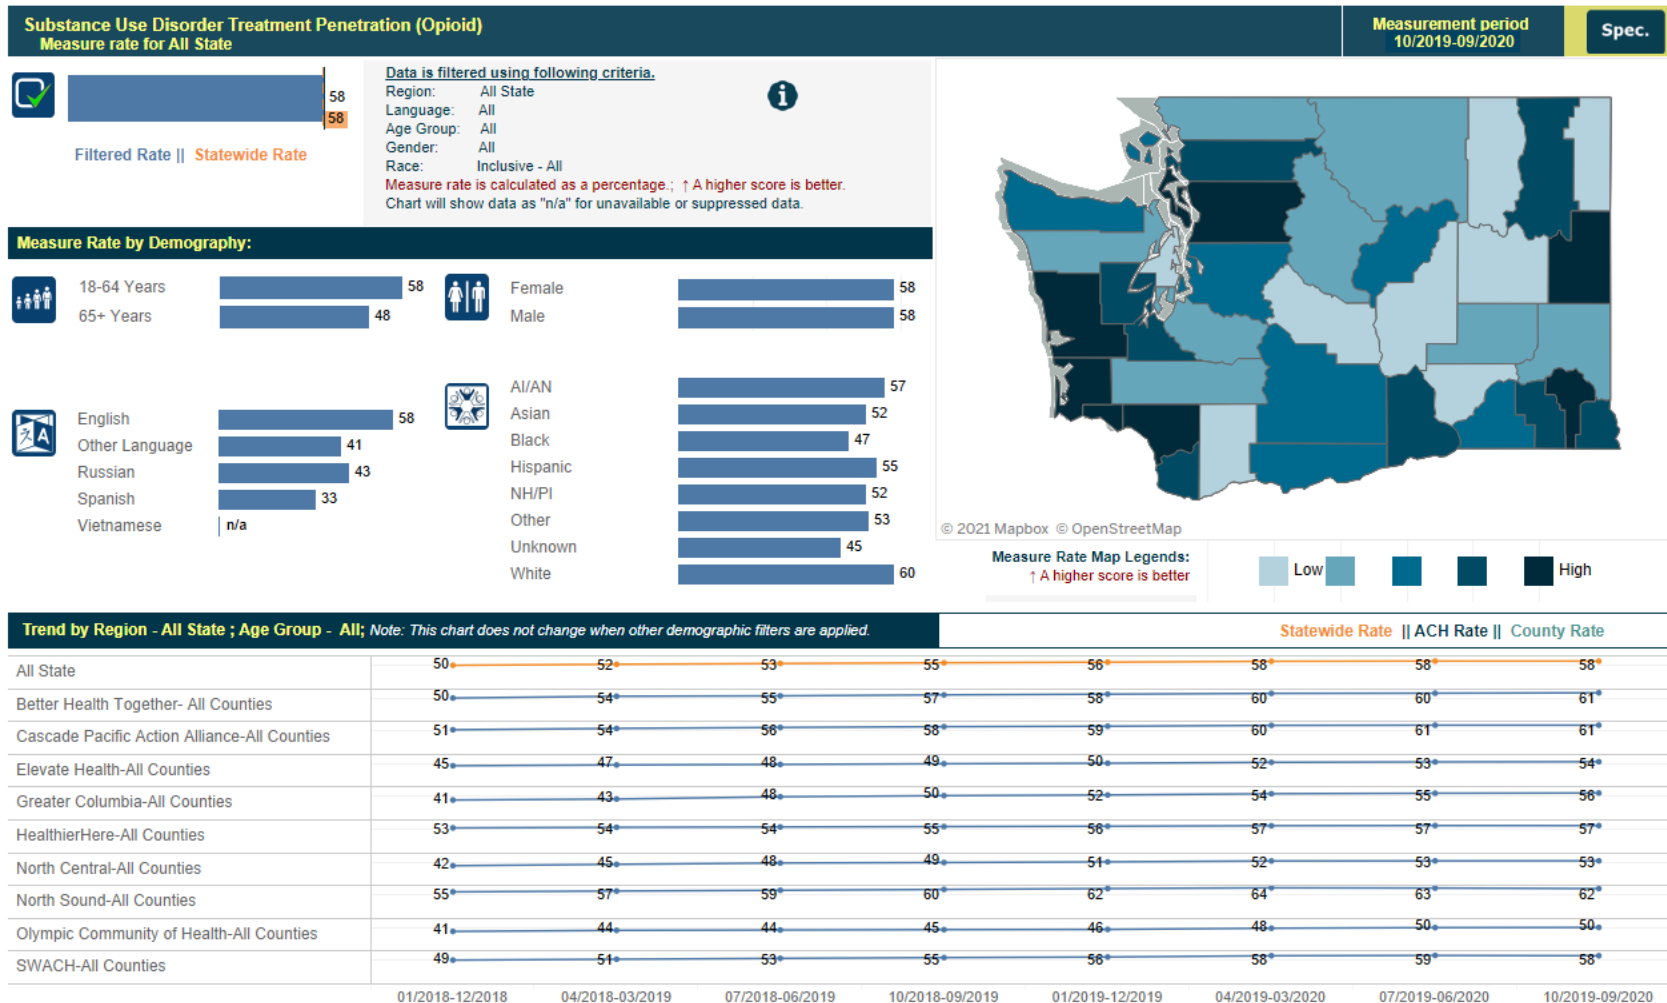 Substance Use Disorder Treatment Penetration (Opioid)
Measure rate for All State
Measurement period
10/2019-09/2020
Spec.
58
58
Filtered Rate || Statewide Rate
Data is filtered using following criteria.
Region: All State
Language: All
Age Group: All
Gender: All
Race: Inclusive - All
Measure rate is calculated as a percentage.; ↑ A higher score is better.
Chart will show data as "n/a" for unavailable or suppressed data.
i
Measure Rate by Demography:
18-64 Years 58
65+ Years 48
Female 58
Male 58
English 58
Other Language 41
Russian 43
Spanish 33
Vietnamese n/a
AI/AN 57
Asian 52
Black 47
Hispanic 55
NH/PI 52
Other 53
Unknown 45
White 60
© 2021 Mapbox © OpenStreetMap
Measure Rate Map Legends:
↑ A higher score is better
Low
High
Trend by Region - All State ; Age Group - All; Note: This chart does not change when other demographic filters are applied.
Statewide Rate || ACH Rate || County Rate
All State 50 52 53 55 56 58 58 58
Better Health Together- All Counties 50 54 55 57 58 60 60 61
Cascade Pacific Action Alliance-All Counties 51 54 56 58 59 60 61 61
Elevate Health-All Counties 45 47 48 49 50 52 53 54
Greater Columbia-All Counties 41 43 48 50 52 54 55 56
HealthierHere-All Counties 53 54 54 55 56 57 57 57
North Central-All Counties 42 45 48 49 51 52 53 53
North Sound-All Counties 55 57 59 60 62 64 63 62
Olympic Community of Health-All Counties 41 44 44 45 46 48 50 50
SWACH-All Counties 49 51 53 55 56 58 59 58
01/2018-12/2018 04/2018-03/2019 07/2018-06/2019 10/2018-09/2019 01/2019-12/2019 04/2019-03/2020 07/2019-06/2020 10/2019-09/2020